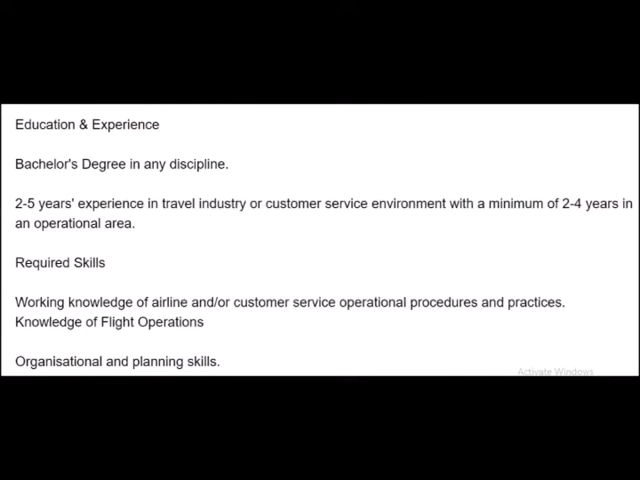 Education & Experience
Bachelor's Degree in any discipline.
2-5 years' experience in travel industry or customer service environment with a minimum of 2-4 years in
an operational area.
Required Skills
Working knowledge of airline and/or customer service operational procedures and practices.
Knowledge of Flight Operations
Organisational and planning skills.
Activate Windows